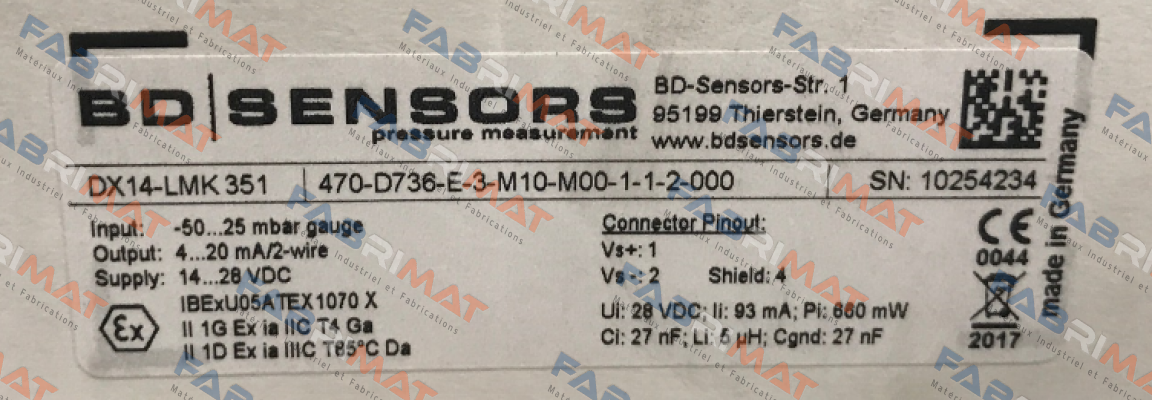 BD|SENSORS
pressure measurement
BD-Sensors-Str. 1
95199 Thierstein, Germany
www.bdsensors.de
DX14-LMK 351 470-D736-E-3-M10-M00-1-1-2-000 SN: 10254234
Input: -50...25 mbar gauge
Output: 4...20 mA/2-wire
Supply: 14...28 VDC
Connector Pinout:
Vs+: 1
Vs-: 2 Shield: 4
IBExU05ATEX1070 X
Ex
II 1G Ex ia IIC T4 Ga
II 1D Ex ia IIIC T85°C Da
Ui: 28 VDC; Ii: 93 mA; Pi: 660 mW
Ci: 27 nF; Li: 5 µH; Cgnd: 27 nF
CE
0044
2017
made in Germany
FABRIMAT
Materiaux Industriel et Fabrications